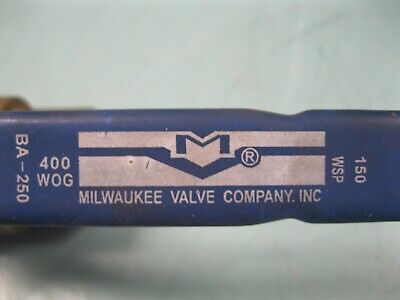 BA-250
400
WOG
M ®
MILWAUKEE VALVE COMPANY. INC
150
WSP